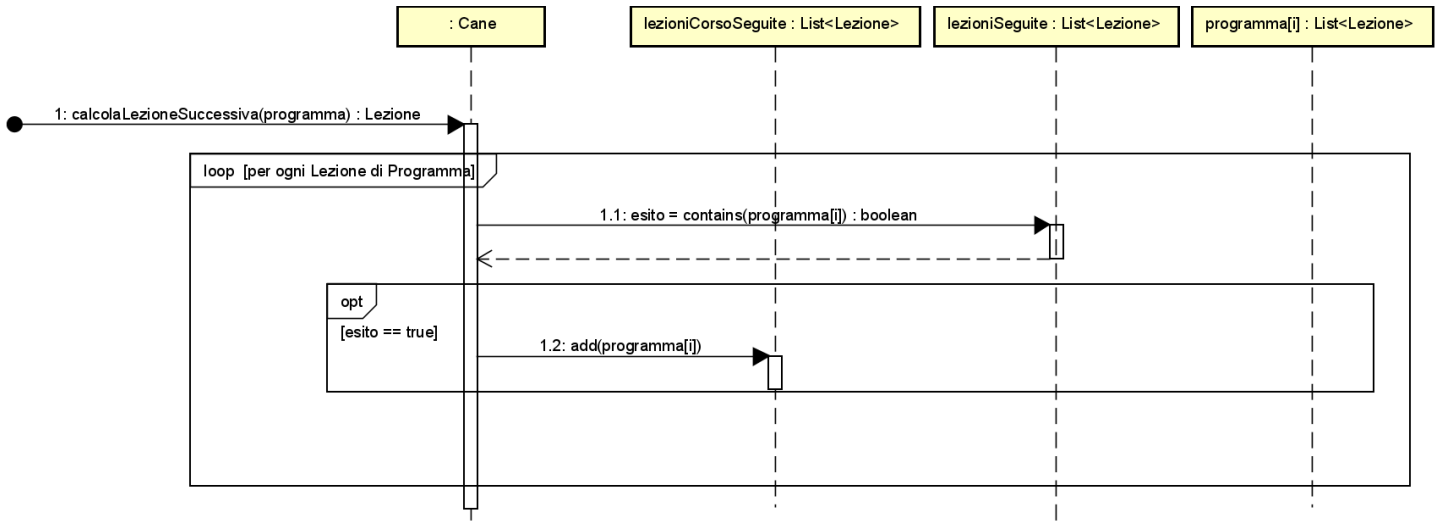 : Cane
lezioniCorsoSeguite : List<Lezione>
lezioniSeguite : List<Lezione>
programma[i] : List<Lezione>
1: calcolaLezioneSuccessiva(programma) : Lezione
loop [per ogni Lezione di Programma]
1.1: esito = contains(programma[i]) : boolean
opt
[esito == true]
1.2: add(programma[i])